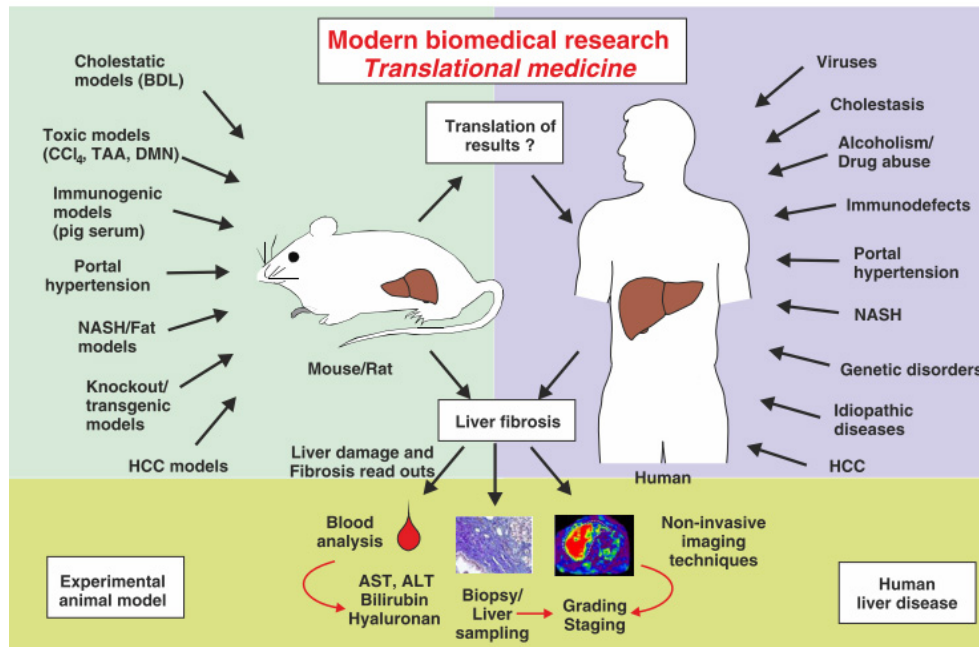 Modern biomedical research
Translational medicine
Cholestatic
models (BDL)
Toxic models
(CCl₄, TAA, DMN)
Immunogenic
models
(pig serum)
Portal
hypertension
NASH/Fat
models
Knockout/
transgenic
models
HCC models
Translation of
results ?
Mouse/Rat
Viruses
Cholestasis
Alcoholism/
Drug abuse
Immunodefects
Portal
hypertension
NASH
Genetic disorders
Idiopathic
diseases
HCC
Human
Liver fibrosis
Liver damage and
Fibrosis read outs
Blood
analysis
AST, ALT
Bilirubin
Hyaluronan
Biopsy/
Liver
sampling
Grading
Staging
Non-invasive
imaging
techniques
Experimental
animal model
Human
liver disease